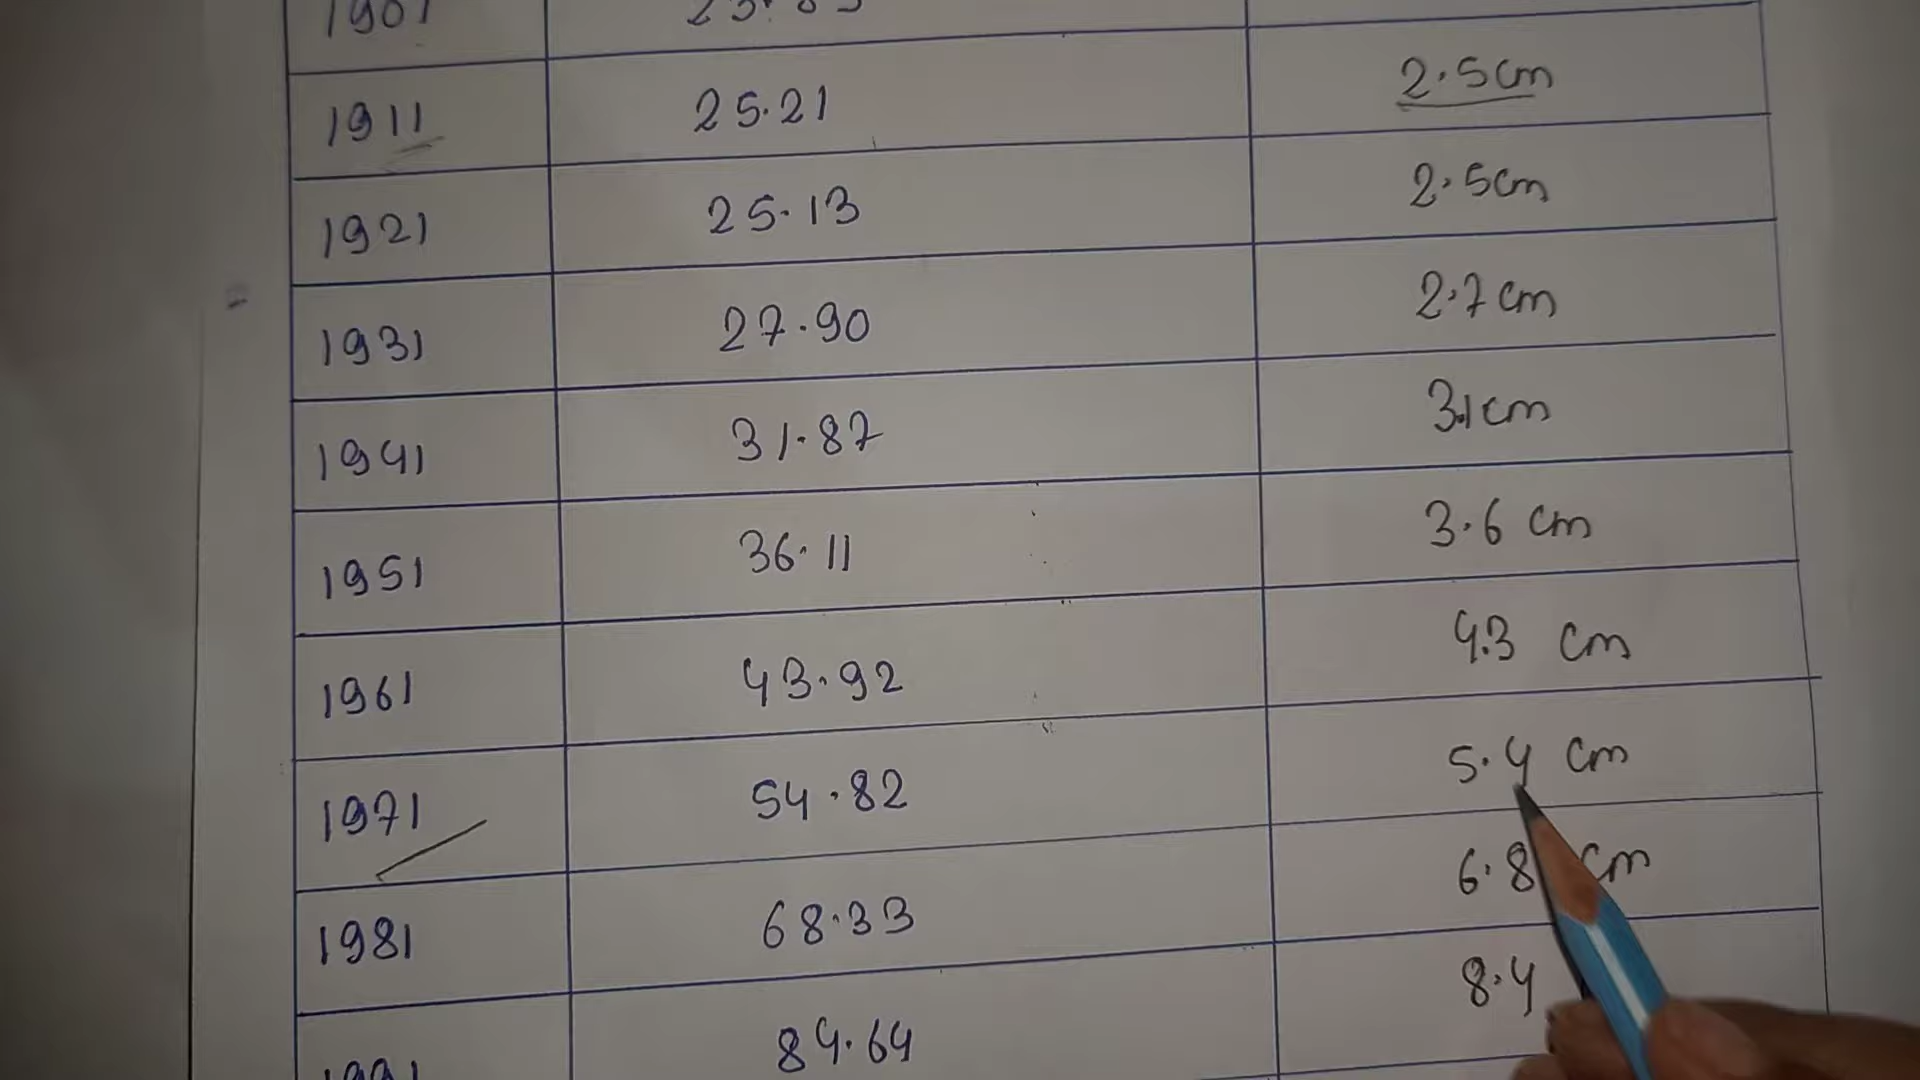 1901
1911 25.21 2.5cm
1921 25.13 2.5cm
1931 27.90 2.7cm
1941 31.87 3.1cm
1951 36.11 3.6 cm
1961 43.92 4.3 cm
1971 54.82 5.4 cm
1981 68.33 6.8 cm
1991 84.64 8.4